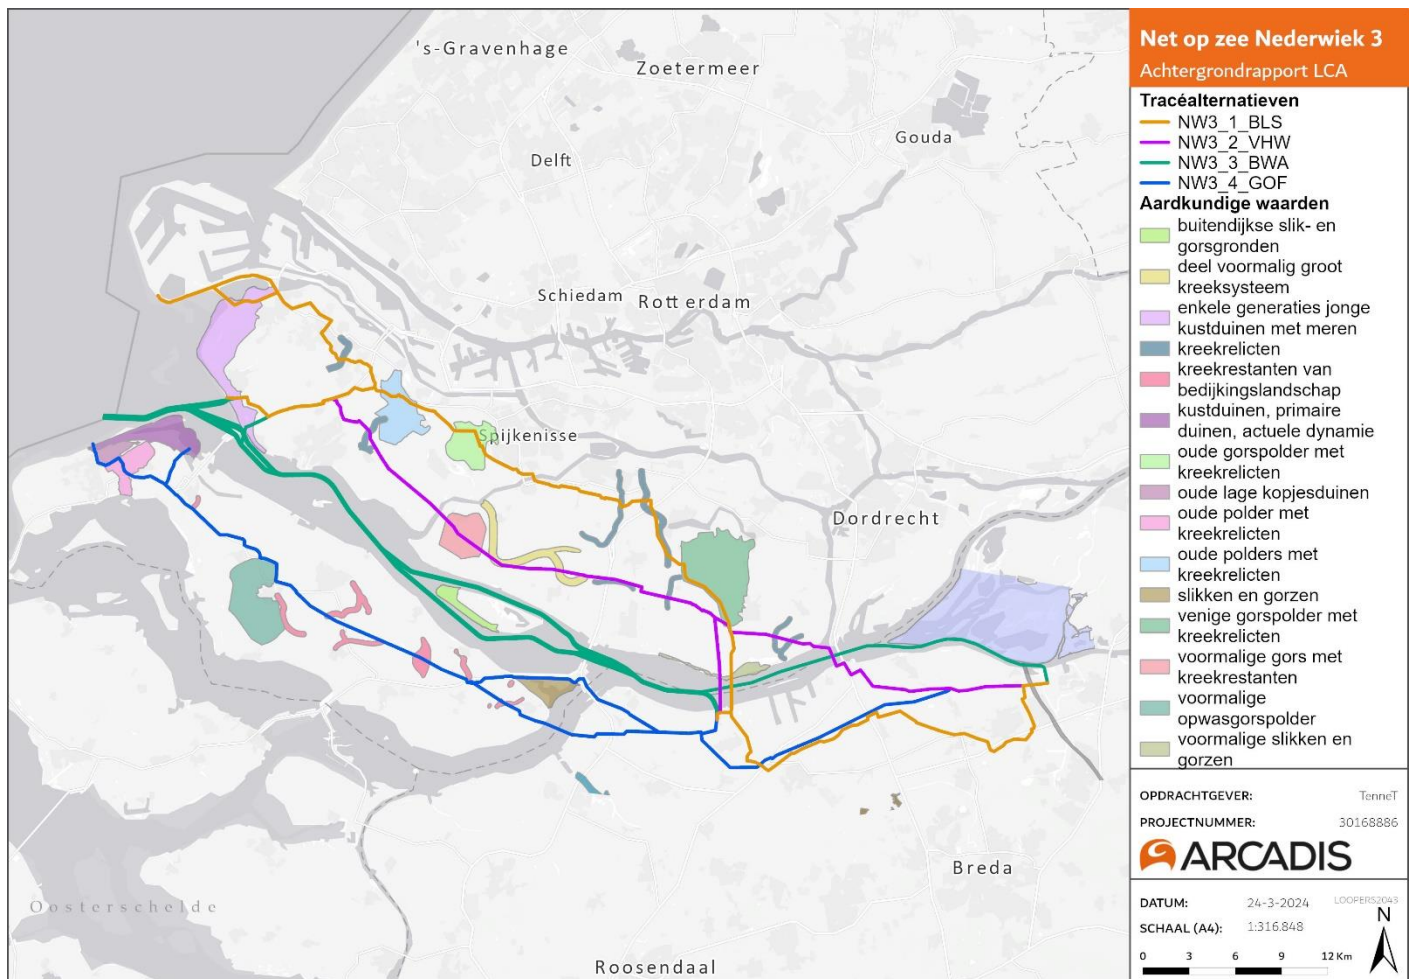 's-Gravenhage
Zoetermeer
Gouda
Delft
Schiedam
Rotterdam
Spijkenisse
Dordrecht
Breda
Oosterschelde
Roosendaal
Net op zee Nederwiek 3
Achtergrondrapport LCA
Tracéalternatieven
NW3_1_BLS
NW3_2_VHW
NW3_3_BWA
NW3_4_GOF
Aardkundige waarden
buitendijkse slik- en
gorsgronden
deel voormalig groot
kreeksysteem
enkele generaties jonge
kustduinen met meren
kreekrelicten
kreekrestanten van
bedijkingslandschap
kustduinen, primaire
duinen, actuele dynamie
oude gorspolder met
kreekrelicten
oude lage kopjesduinen
oude polder met
kreekrelicten
oude polders met
kreekrelicten
slikken en gorzen
venige gorspolder met
kreekrelicten
voormalige gors met
kreekrestanten
voormalige
opwasgorspolder
voormalige slikken en
gorzen
OPDRACHTGEVER: TenneT
PROJECTNUMMER: 30168886
ARCADIS
DATUM: 24-3-2024 LOOPERS2043
SCHAAL (A4): 1:316.848
N
0 3 6 9 12 Km